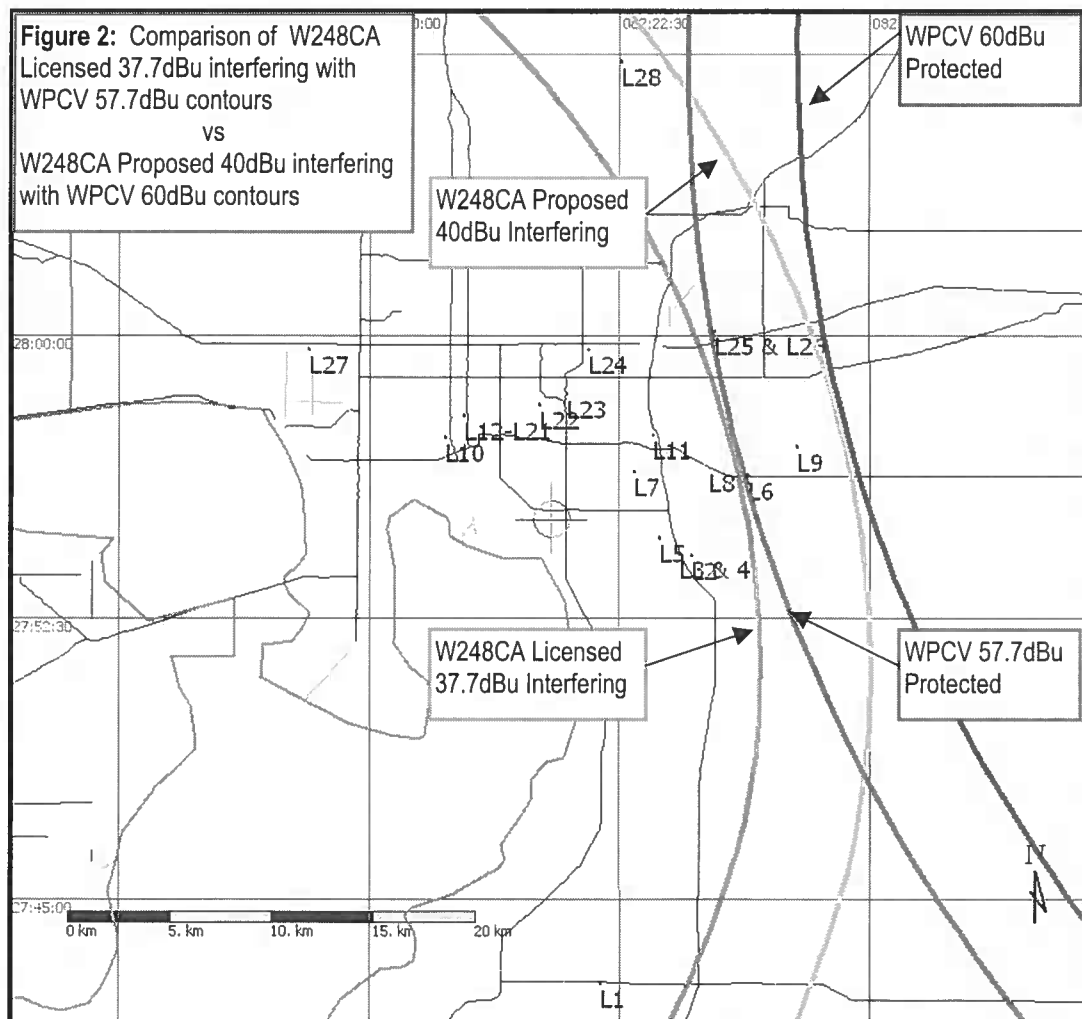 Figure 2: Comparison of W248CA
Licensed 37.7dBu interfering with
WPCV 57.7dBu contours
vs
W248CA Proposed 40dBu interfering
with WPCV 60dBu contours
WPCV 60dBu
Protected
L28
W248CA Proposed
40dBu Interfering
28:00:00
L27
L24
L25 &
L23
L22
L12-L21
L10
L11
L9
L7
L8
L6
L5
& 4
27:52:30
W248CA Licensed
37.7dBu Interfering
WPCV 57.7dBu
Protected
N
27:45:00
0 km
5. km
10. km
15. km
20 km
L1